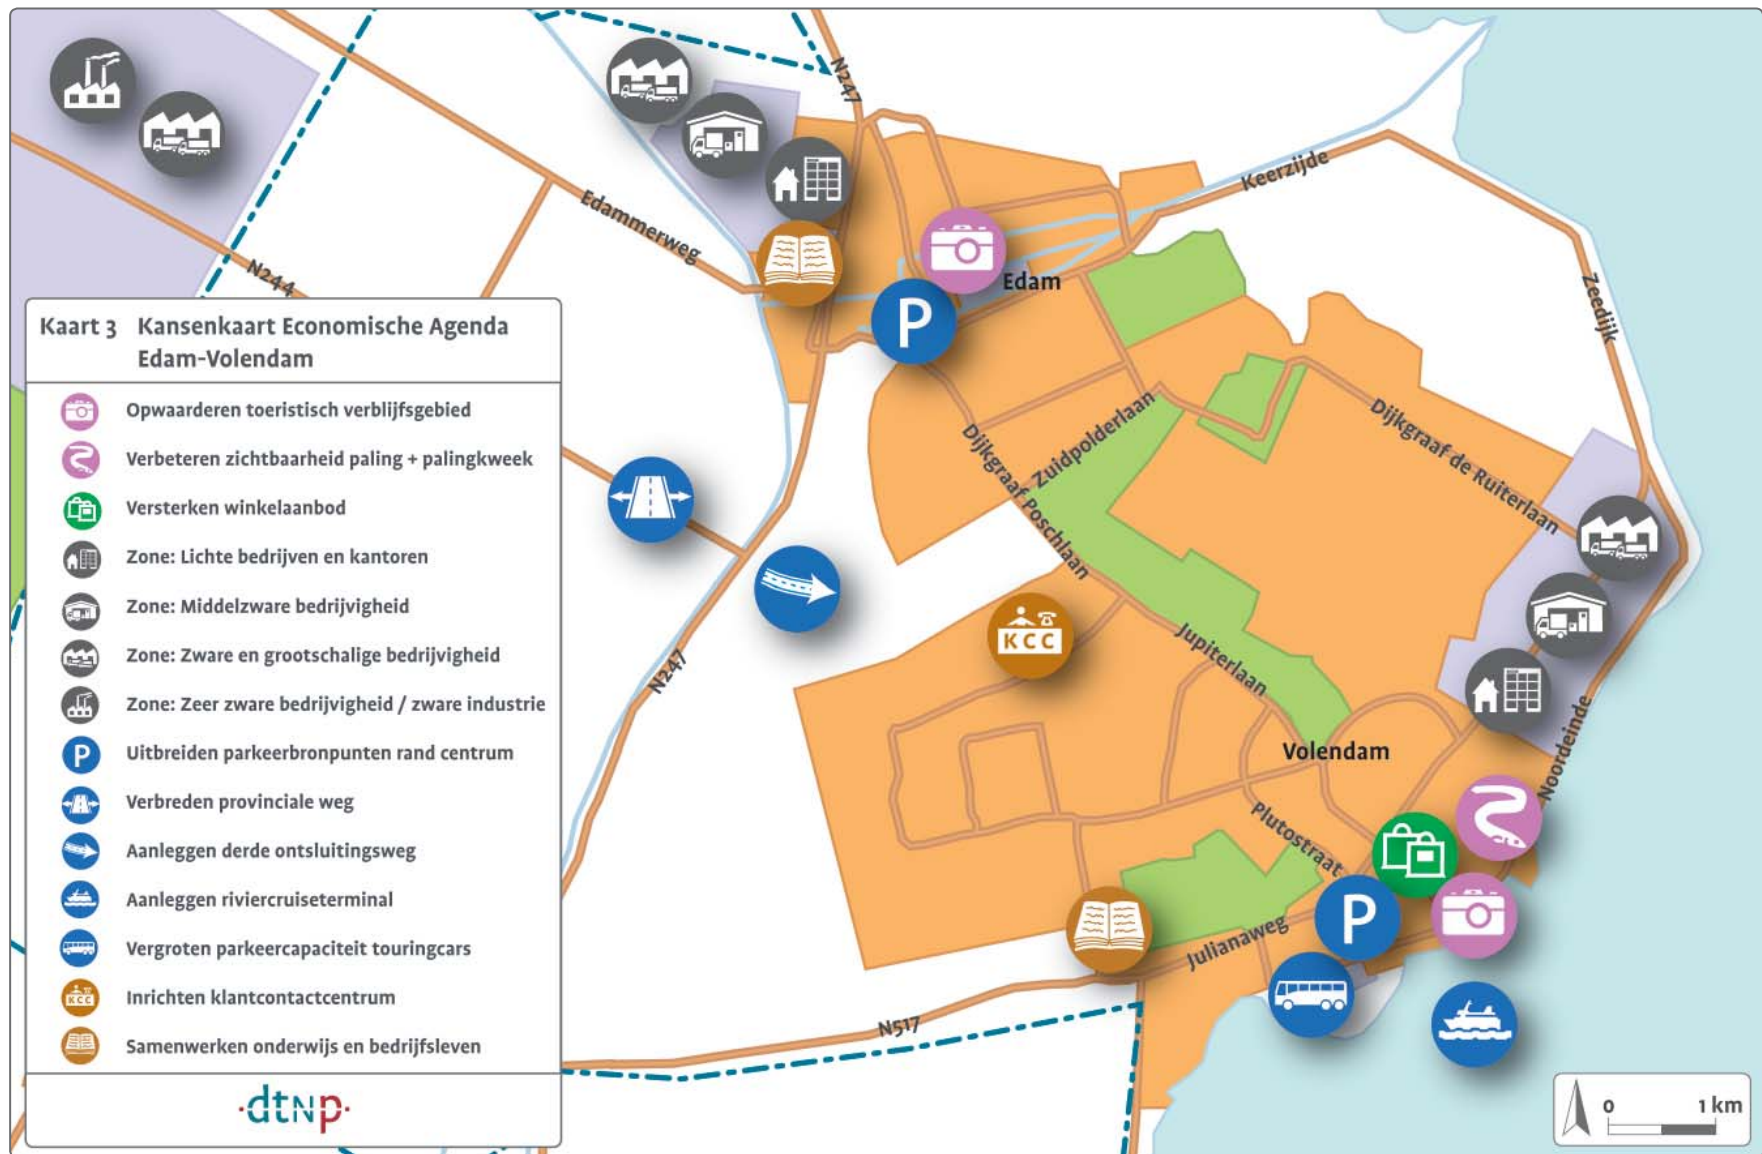 N247
Keerzijde
Edammerweg
N244
Edam
Zeedijk
Kaart 3 Kansenkaart Economische Agenda
Edam-Volendam
Opwaarderen toeristisch verblijfsgebied
Verbeteren zichtbaarheid paling + palingkweek
Versterken winkelaanbod
Zone: Lichte bedrijven en kantoren
Zone: Middelzware bedrijvigheid
Zone: Zware en grootschalige bedrijvigheid
Zone: Zeer zware bedrijvigheid / zware industrie
P
Uitbreiden parkeerbronpunten rand centrum
Verbreden provinciale weg
Aanleggen derde ontsluitingsweg
Aanleggen riviercruiseterminal
Vergroten parkeercapaciteit touringcars
KCC
Inrichten klantcontactcentrum
Samenwerken onderwijs en bedrijfsleven
·dtNp·
P
Zuidpolderlaan
Dijkgraaf Poschlaan
Dijkgraaf de Ruiterlaan
KCC
Jupiterlaan
N247
Volendam
Noordeinde
Plutostraat
P
Julianaweg
N517
0 1 km